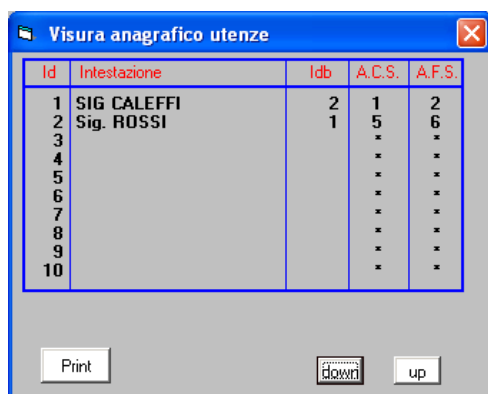 Visura anagrafico utenze
Id Intestazione Idb A.C.S. A.F.S.
1 SIG CALEFFI 2 1 2
2 Sig. ROSSI 1 5 6
3 * *
4 * *
5 * *
6 * *
7 * *
8 * *
9 * *
10 * *
Print down up